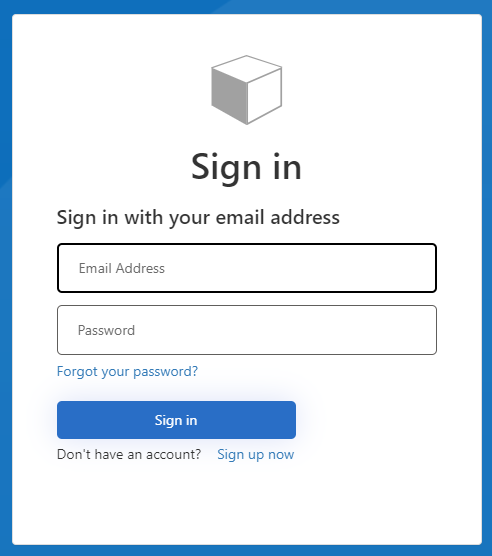 Sign in
Sign in with your email address
Email Address
Password
Forgot your password?
Sign in
Don't have an account? Sign up now